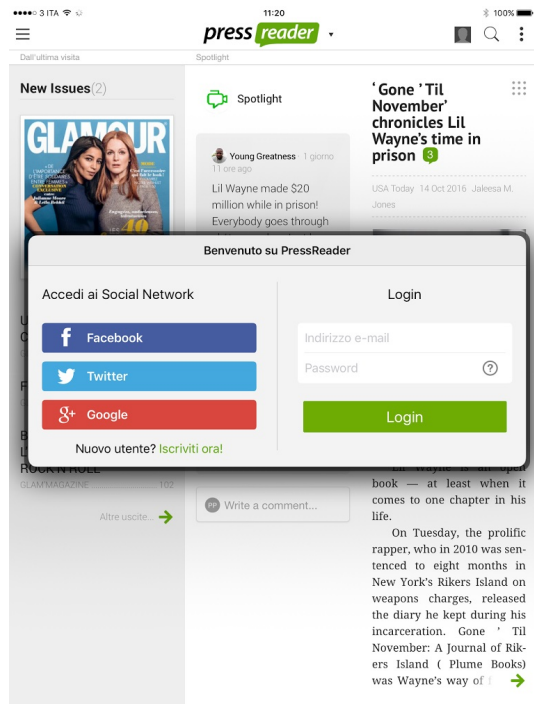 3 ITA
11:20
100%
press reader
Dall'ultima visita
Spotlight
New Issues(2)
GLAMOUR
Spotlight
Young Greatness · 1 giorno
11 ore ago
Lil Wayne made $20
million while in prison!
Everybody goes through
‘Gone ’Til
November’
chronicles Lil
Wayne’s time in
prison 3
USA Today 14 Oct 2016 Jaleesa M.
Jones
Benvenuto su PressReader
Accedi ai Social Network
Facebook
Twitter
Google
Nuovo utente? Iscriviti ora!
Login
Indirizzo e-mail
Password
?
Login
ROCK'N'ROLL
GLAM'MAGAZINE 102
Altre uscite...
PP Write a comment...
Lil Wayne is an open
book — at least when it
comes to one chapter in his
life.
On Tuesday, the prolific
rapper, who in 2010 was sen-
tenced to eight months in
New York's Rikers Island on
weapons charges, released
the diary he kept during his
incarceration. Gone ’ Til
November: A Journal of Rik-
ers Island ( Plume Books)
was Wayne's way of